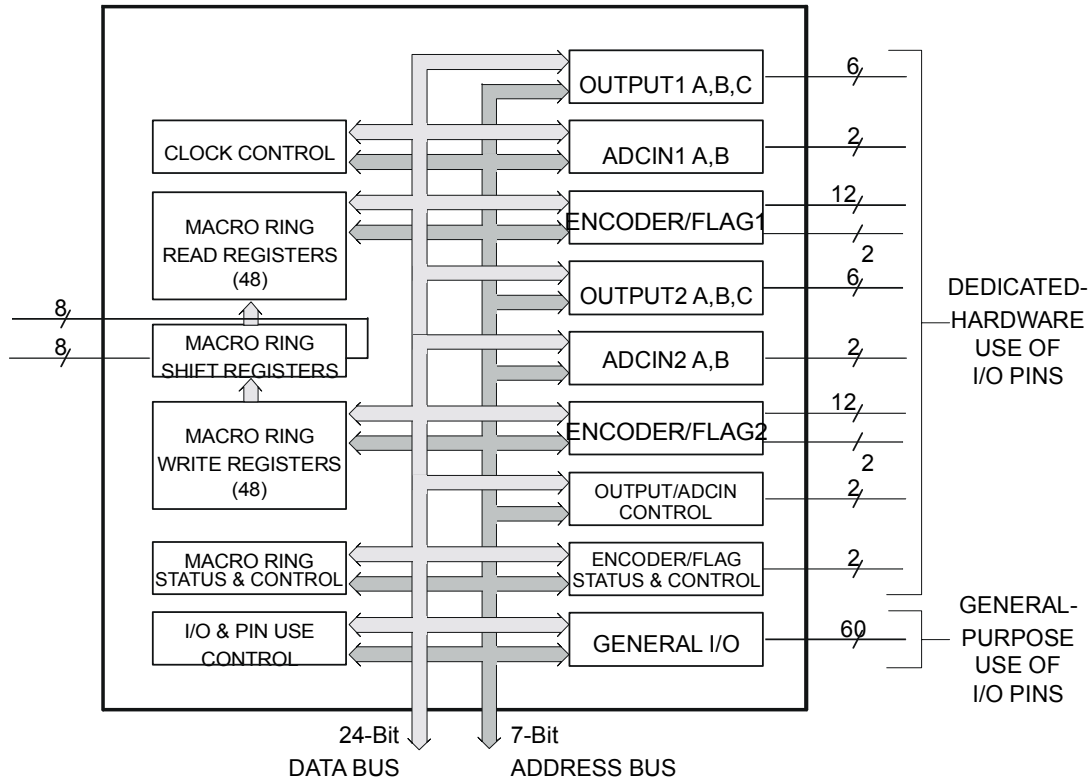 OUTPUT1 A,B,C
6
CLOCK CONTROL
ADCIN1 A,B
2
MACRO RING
READ REGISTERS
(48)
ENCODER/FLAG1
12
2
OUTPUT2 A,B,C
6
8
8
MACRO RING
SHIFT REGISTERS
ADCIN2 A,B
2
MACRO RING
WRITE REGISTERS
(48)
ENCODER/FLAG2
12
2
OUTPUT/ADCIN
CONTROL
2
MACRO RING
STATUS & CONTROL
ENCODER/FLAG
STATUS & CONTROL
2
I/O & PIN USE
CONTROL
GENERAL I/O
60
DEDICATED-
HARDWARE
USE OF
I/O PINS
GENERAL-
PURPOSE
USE OF
I/O PINS
24-Bit
DATA BUS
7-Bit
ADDRESS BUS